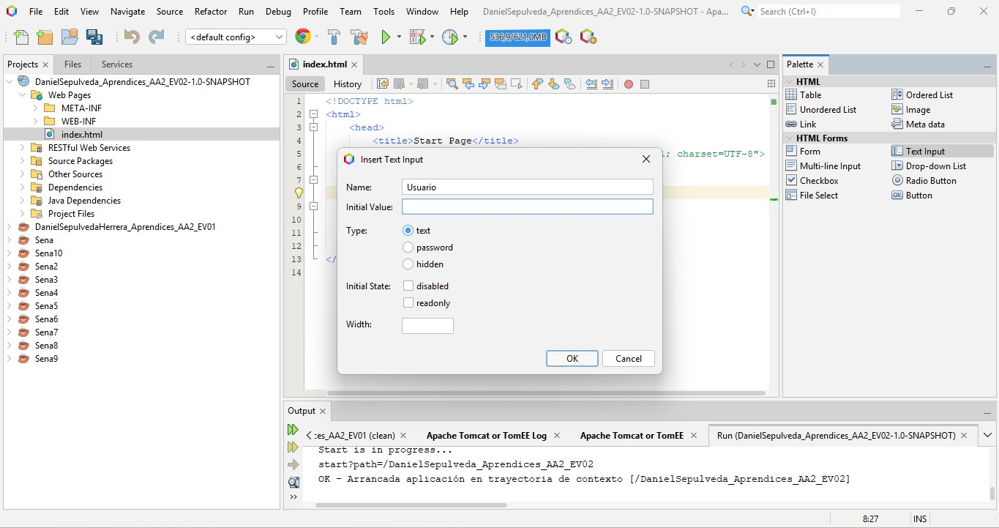 File Edit View Navigate Source Refactor Run Debug Profile Team Tools Window Help DanielSepulveda_Aprendices_AA2_EV02-1.0-SNAPSHOT - Apa... Search (Ctrl+I)
<default config> 536,9/621,0MB
Projects Files Services
DanielSepulveda_Aprendices_AA2_EV02-1.0-SNAPSHOT
Web Pages
META-INF
WEB-INF
index.html
RESTful Web Services
Source Packages
Other Sources
Dependencies
Java Dependencies
Project Files
DanielSepulvedaHerrera_Aprendices_AA2_EV01
Sena
Sena10
Sena2
Sena3
Sena4
Sena5
Sena6
Sena7
Sena8
Sena9
index.html
Source History
1 <!DOCTYPE html>
2 <html>
3 <head>
4 <title>Start Page</title>
5 ; charset=UTF-8">
6
7
9
10
11
12
13 </
14
Insert Text Input
Name: Usuario
Initial Value:
Type: text
password
hidden
Initial State: disabled
readonly
Width:
OK Cancel
Palette
HTML
Table Ordered List
Unordered List Image
Link Meta data
HTML Forms
Form Text Input
Multi-line Input Drop-down List
Checkbox Radio Button
File Select OK Button
Output
:es_AA2_EV01 (clean) Apache Tomcat or TomEE Log Apache Tomcat or TomEE Run (DanielSepulveda_Aprendices_AA2_EV02-1.0-SNAPSHOT)
Start is in progress...
start?path=/DanielSepulveda_Aprendices_AA2_EV02
OK - Arrancada aplicación en trayectoria de contexto [/DanielSepulveda_Aprendices_AA2_EV02]
8:27 INS